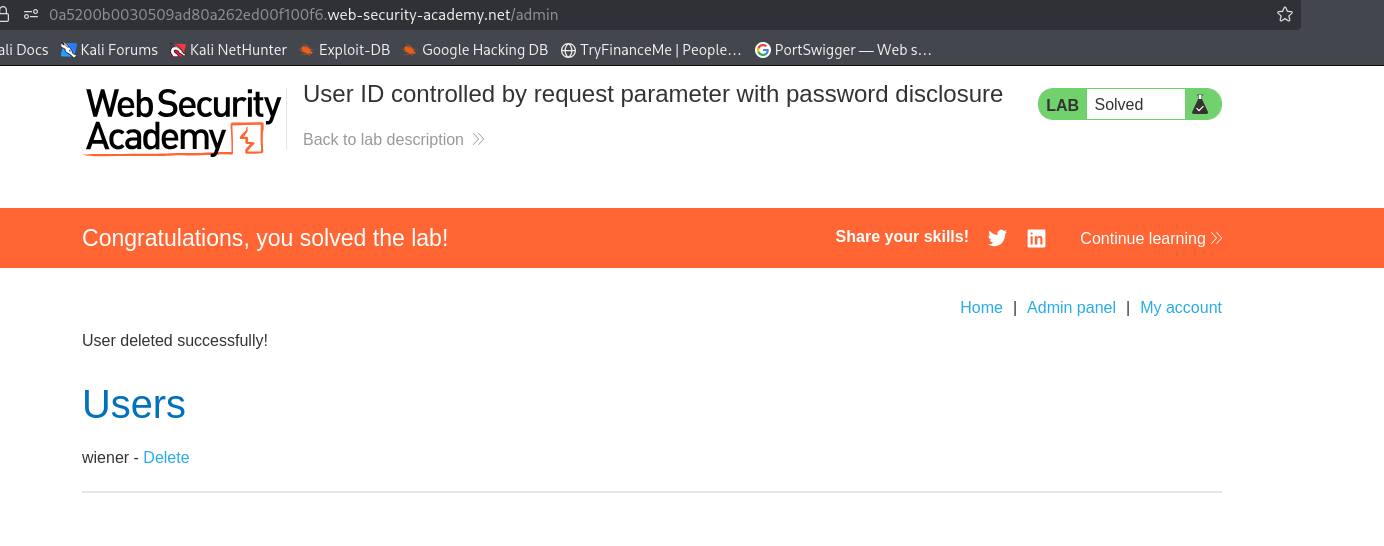 0a5200b0030509ad80a262ed00f100f6.web-security-academy.net/admin
ali Docs Kali Forums Kali NetHunter Exploit-DB Google Hacking DB TryFinanceMe | People... PortSwigger — Web s...
Web Security
Academy
User ID controlled by request parameter with password disclosure
LAB Solved
Back to lab description
Congratulations, you solved the lab!
Share your skills!
Continue learning
Home | Admin panel | My account
User deleted successfully!
Users
wiener - Delete